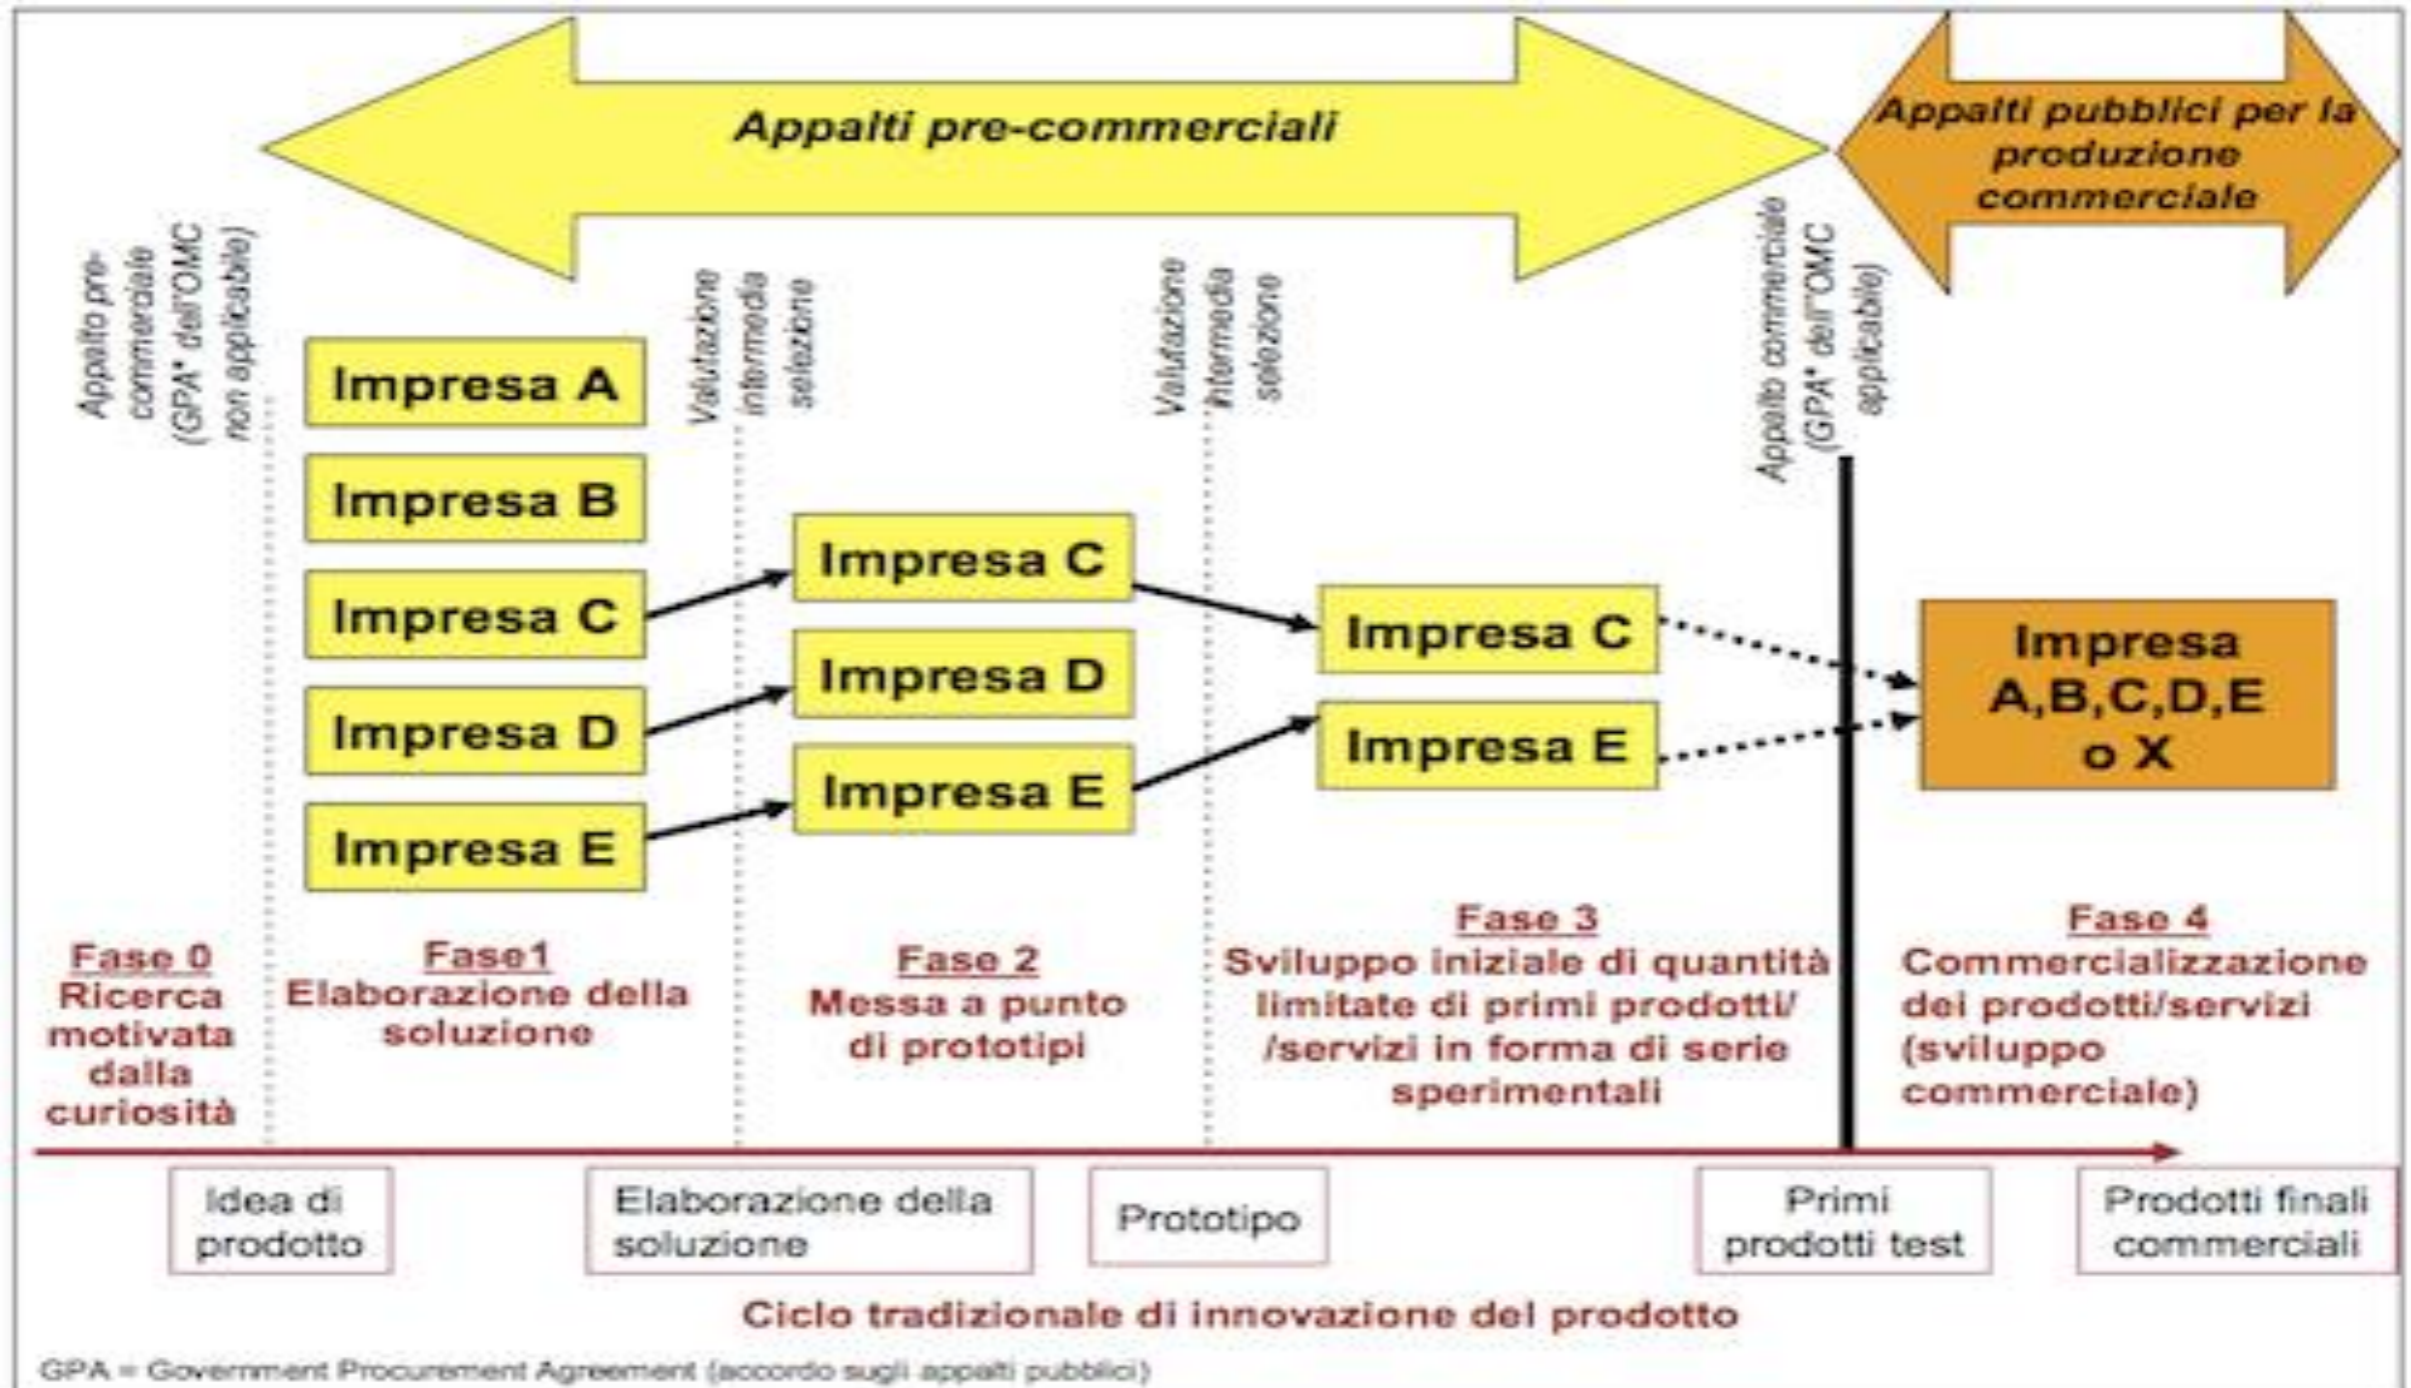 Appalti pre-commerciali
Appalti pubblici per la
produzione
commerciale
Appalto pre-
commerciale
(GPA* dell'OMC
non applicabile)
Valutazione
intermedia
selezione
Valutazione
intermedia
selezione
Appalto commerciale
(GPA* dell'OMC
applicabile)
Impresa A
Impresa B
Impresa C
Impresa D
Impresa E
Impresa C
Impresa D
Impresa E
Impresa C
Impresa E
Impresa
A,B,C,D,E
o X
Fase 0
Ricerca
motivata
dalla
curiosità
Fase1
Elaborazione della
soluzione
Fase 2
Messa a punto
di prototipi
Fase 3
Sviluppo iniziale di quantità
limitate di primi prodotti/
/servizi in forma di serie
sperimentali
Fase 4
Commercializzazione
dei prodotti/servizi
(sviluppo
commerciale)
Idea di
prodotto
Elaborazione della
soluzione
Prototipo
Primi
prodotti test
Prodotti finali
commerciali
Ciclo tradizionale di innovazione del prodotto
GPA = Government Procurement Agreement (accordo sugli appalti pubblici)